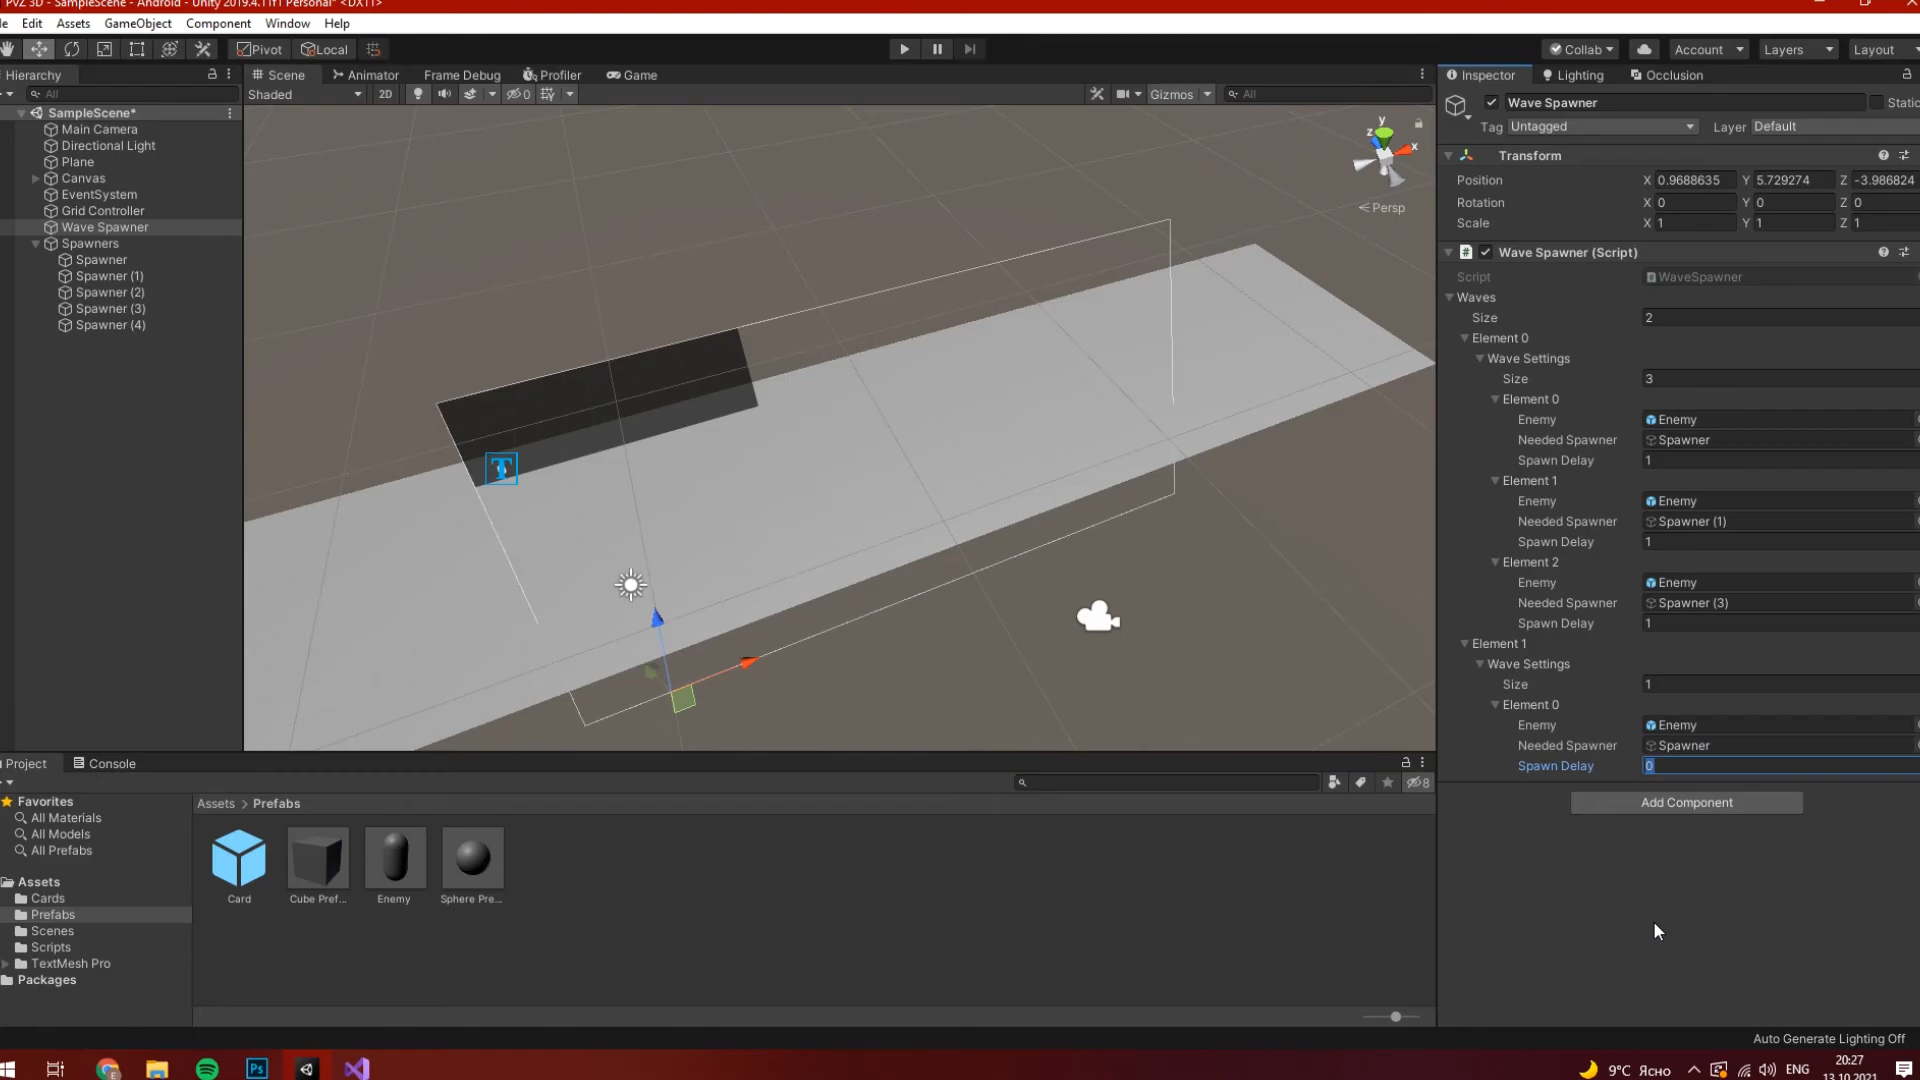 PvZ 3D - SampleScene - Android - Unity 2019.4.11f1 Personal* <DX11>
Edit Assets GameObject Component Window Help
Pivot Local Collab Account Layers Layout
Hierarchy
All
SampleScene*
Main Camera
Directional Light
Plane
Canvas
EventSystem
Grid Controller
Wave Spawner
Spawners
Spawner
Spawner (1)
Spawner (2)
Spawner (3)
Spawner (4)
Scene Animator Frame Debug Profiler Game
Shaded 2D 0 Gizmos All
y
z
x
Persp
T
Inspector Lighting Occlusion
Wave Spawner Static
Tag Untagged Layer Default
Transform
Position X 0.9688635 Y 5.729274 Z -3.986824
Rotation X 0 Y 0 Z 0
Scale X 1 Y 1 Z 1
Wave Spawner (Script)
Script WaveSpawner
Waves
Size 2
Element 0
Wave Settings
Size 3
Element 0
Enemy Enemy
Needed Spawner Spawner
Spawn Delay 1
Element 1
Enemy Enemy
Needed Spawner Spawner (1)
Spawn Delay 1
Element 2
Enemy Enemy
Needed Spawner Spawner (3)
Spawn Delay 1
Element 1
Wave Settings
Size 1
Element 0
Enemy Enemy
Needed Spawner Spawner
Spawn Delay 0
Add Component
Project Console
8
Favorites
All Materials
All Models
All Prefabs
Assets
Cards
Prefabs
Scenes
Scripts
TextMesh Pro
Packages
Assets > Prefabs
Card Cube Pref... Enemy Sphere Pre...
Auto Generate Lighting Off
Ps
9°C Ясно ENG 20:27
13.10.2021